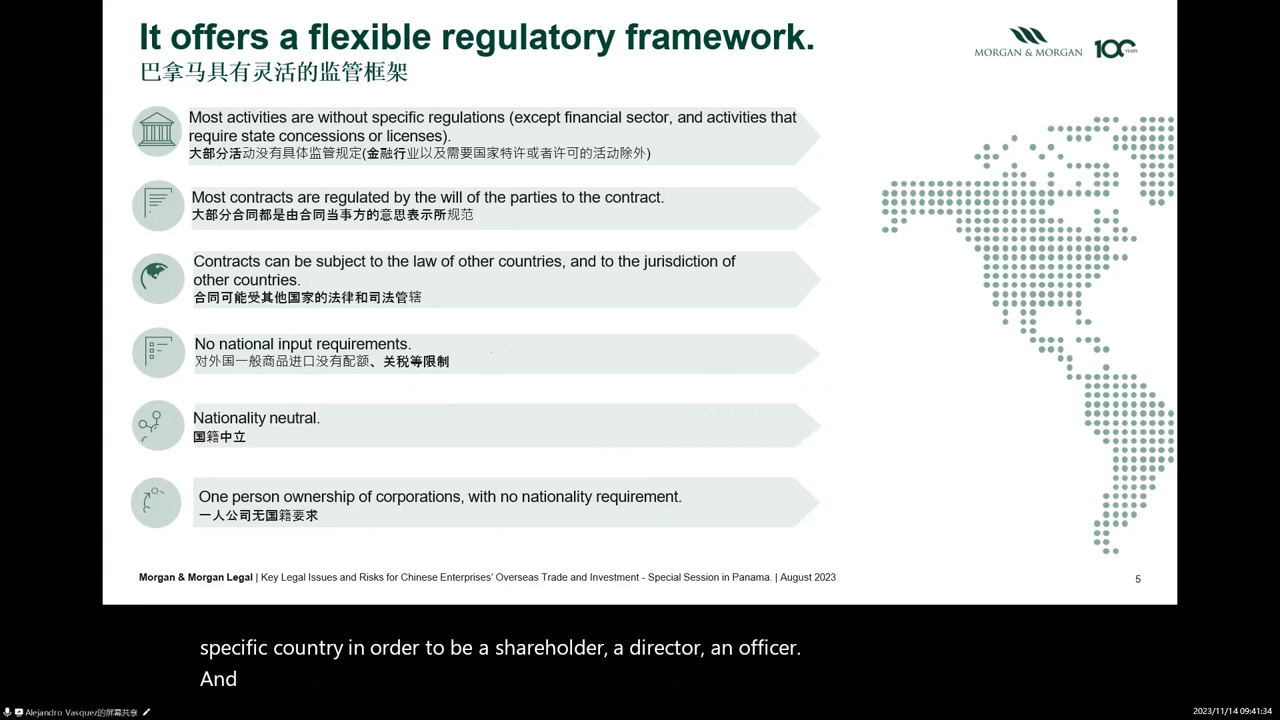 It offers a flexible regulatory framework.
巴拿马具有灵活的监管框架
MORGAN & MORGAN
100 YEARS
Most activities are without specific regulations (except financial sector, and activities that
require state concessions or licenses).
大部分活动没有具体监管规定(金融行业以及需要国家特许或者许可的活动除外)
Most contracts are regulated by the will of the parties to the contract.
大部分合同都是由合同当事方的意思表示所规范
Contracts can be subject to the law of other countries, and to the jurisdiction of
other countries.
合同可能受其他国家的法律和司法管辖
No national input requirements.
对外国一般商品进口没有配额、关税等限制
Nationality neutral.
国籍中立
One person ownership of corporations, with no nationality requirement.
一人公司无国籍要求
Morgan & Morgan Legal | Key Legal Issues and Risks for Chinese Enterprises' Overseas Trade and Investment - Special Session in Panama. | August 2023
5
specific country in order to be a shareholder, a director, an officer.
And
Alejandro Vasquez的屏幕共享
2023/11/14 09:41:34